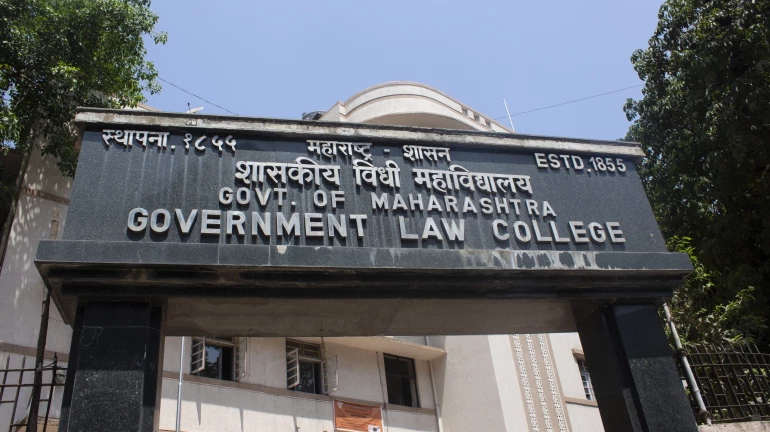 स्थापना. १८५५
महाराष्ट्र - शासन
ESTD. 1855
शासकीय विधी महाविद्यालय
GOVT. OF MAHARASHTRA
GOVERNMENT LAW COLLEGE